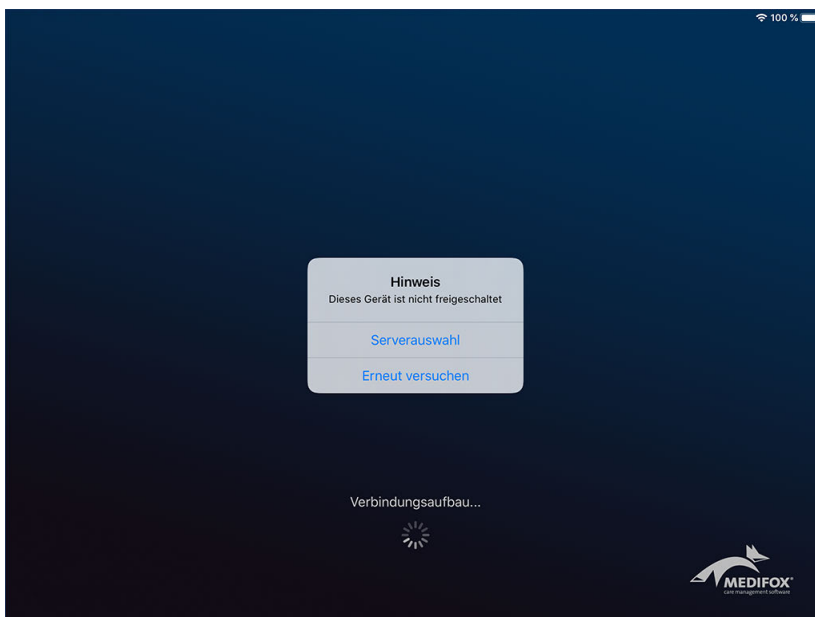 100 %
Hinweis
Dieses Gerät ist nicht freigeschaltet
Serverauswahl
Erneut versuchen
Verbindungsaufbau...
MEDIFOX®
care management software